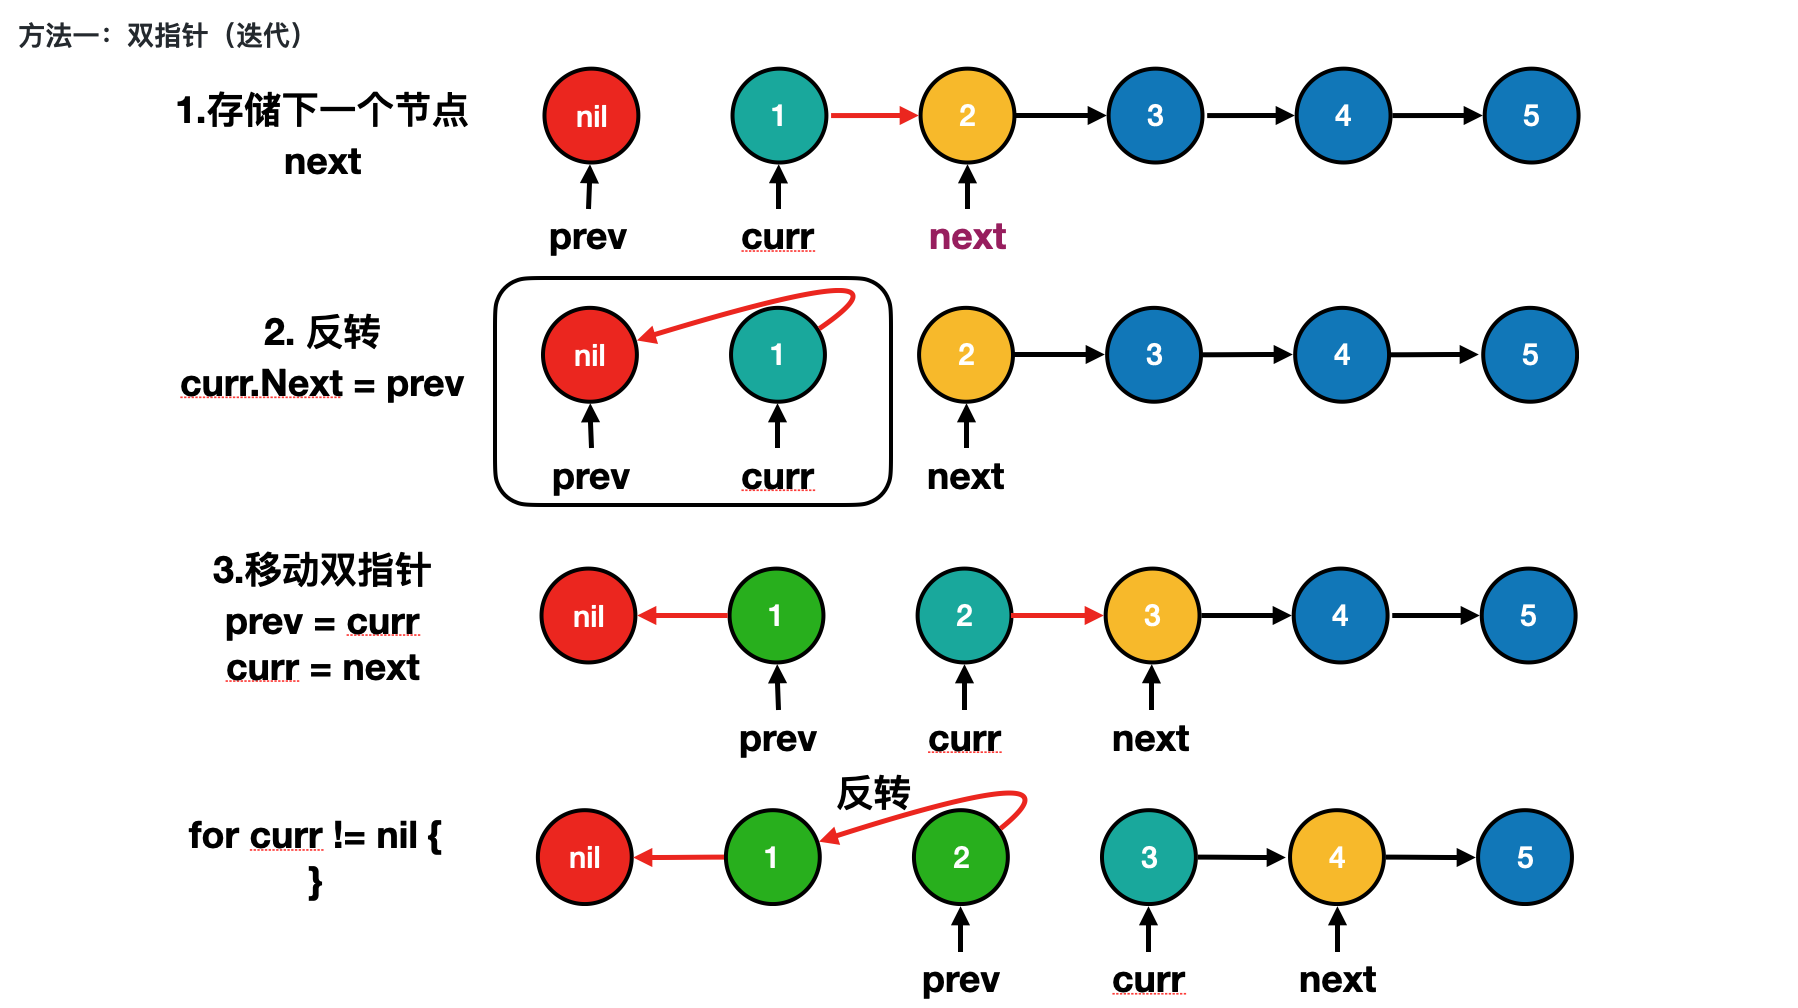 方法一：双指针（迭代）
1.存储下一个节点
next
nil 1 2 3 4 5
prev curr next
2. 反转
curr.Next = prev
nil 1 2 3 4 5
prev curr next
3.移动双指针
prev = curr
curr = next
nil 1 2 3 4 5
prev curr next
反转
for curr != nil {
}
nil 1 2 3 4 5
prev curr next